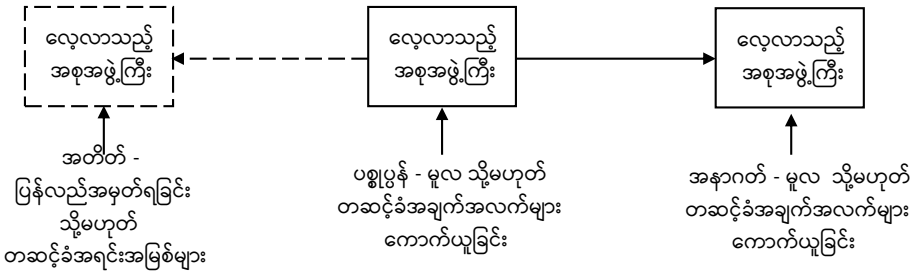 လေ့လာသည့်
အစုအဖွဲ့ကြီး
လေ့လာသည့်
အစုအဖွဲ့ကြီး
လေ့လာသည့်
အစုအဖွဲ့ကြီး
အတိတ် -
ပြန်လည်အမှတ်ရခြင်း
သို့မဟုတ်
တဆင့်ခံအရင်းအမြစ်များ
ပစ္စုပ္ပန် - မူလ သို့မဟုတ်
တဆင့်ခံအချက်အလက်များ
ကောက်ယူခြင်း
အနာဂတ် - မူလ သို့မဟုတ်
တဆင့်ခံအချက်အလက်များ
ကောက်ယူခြင်း